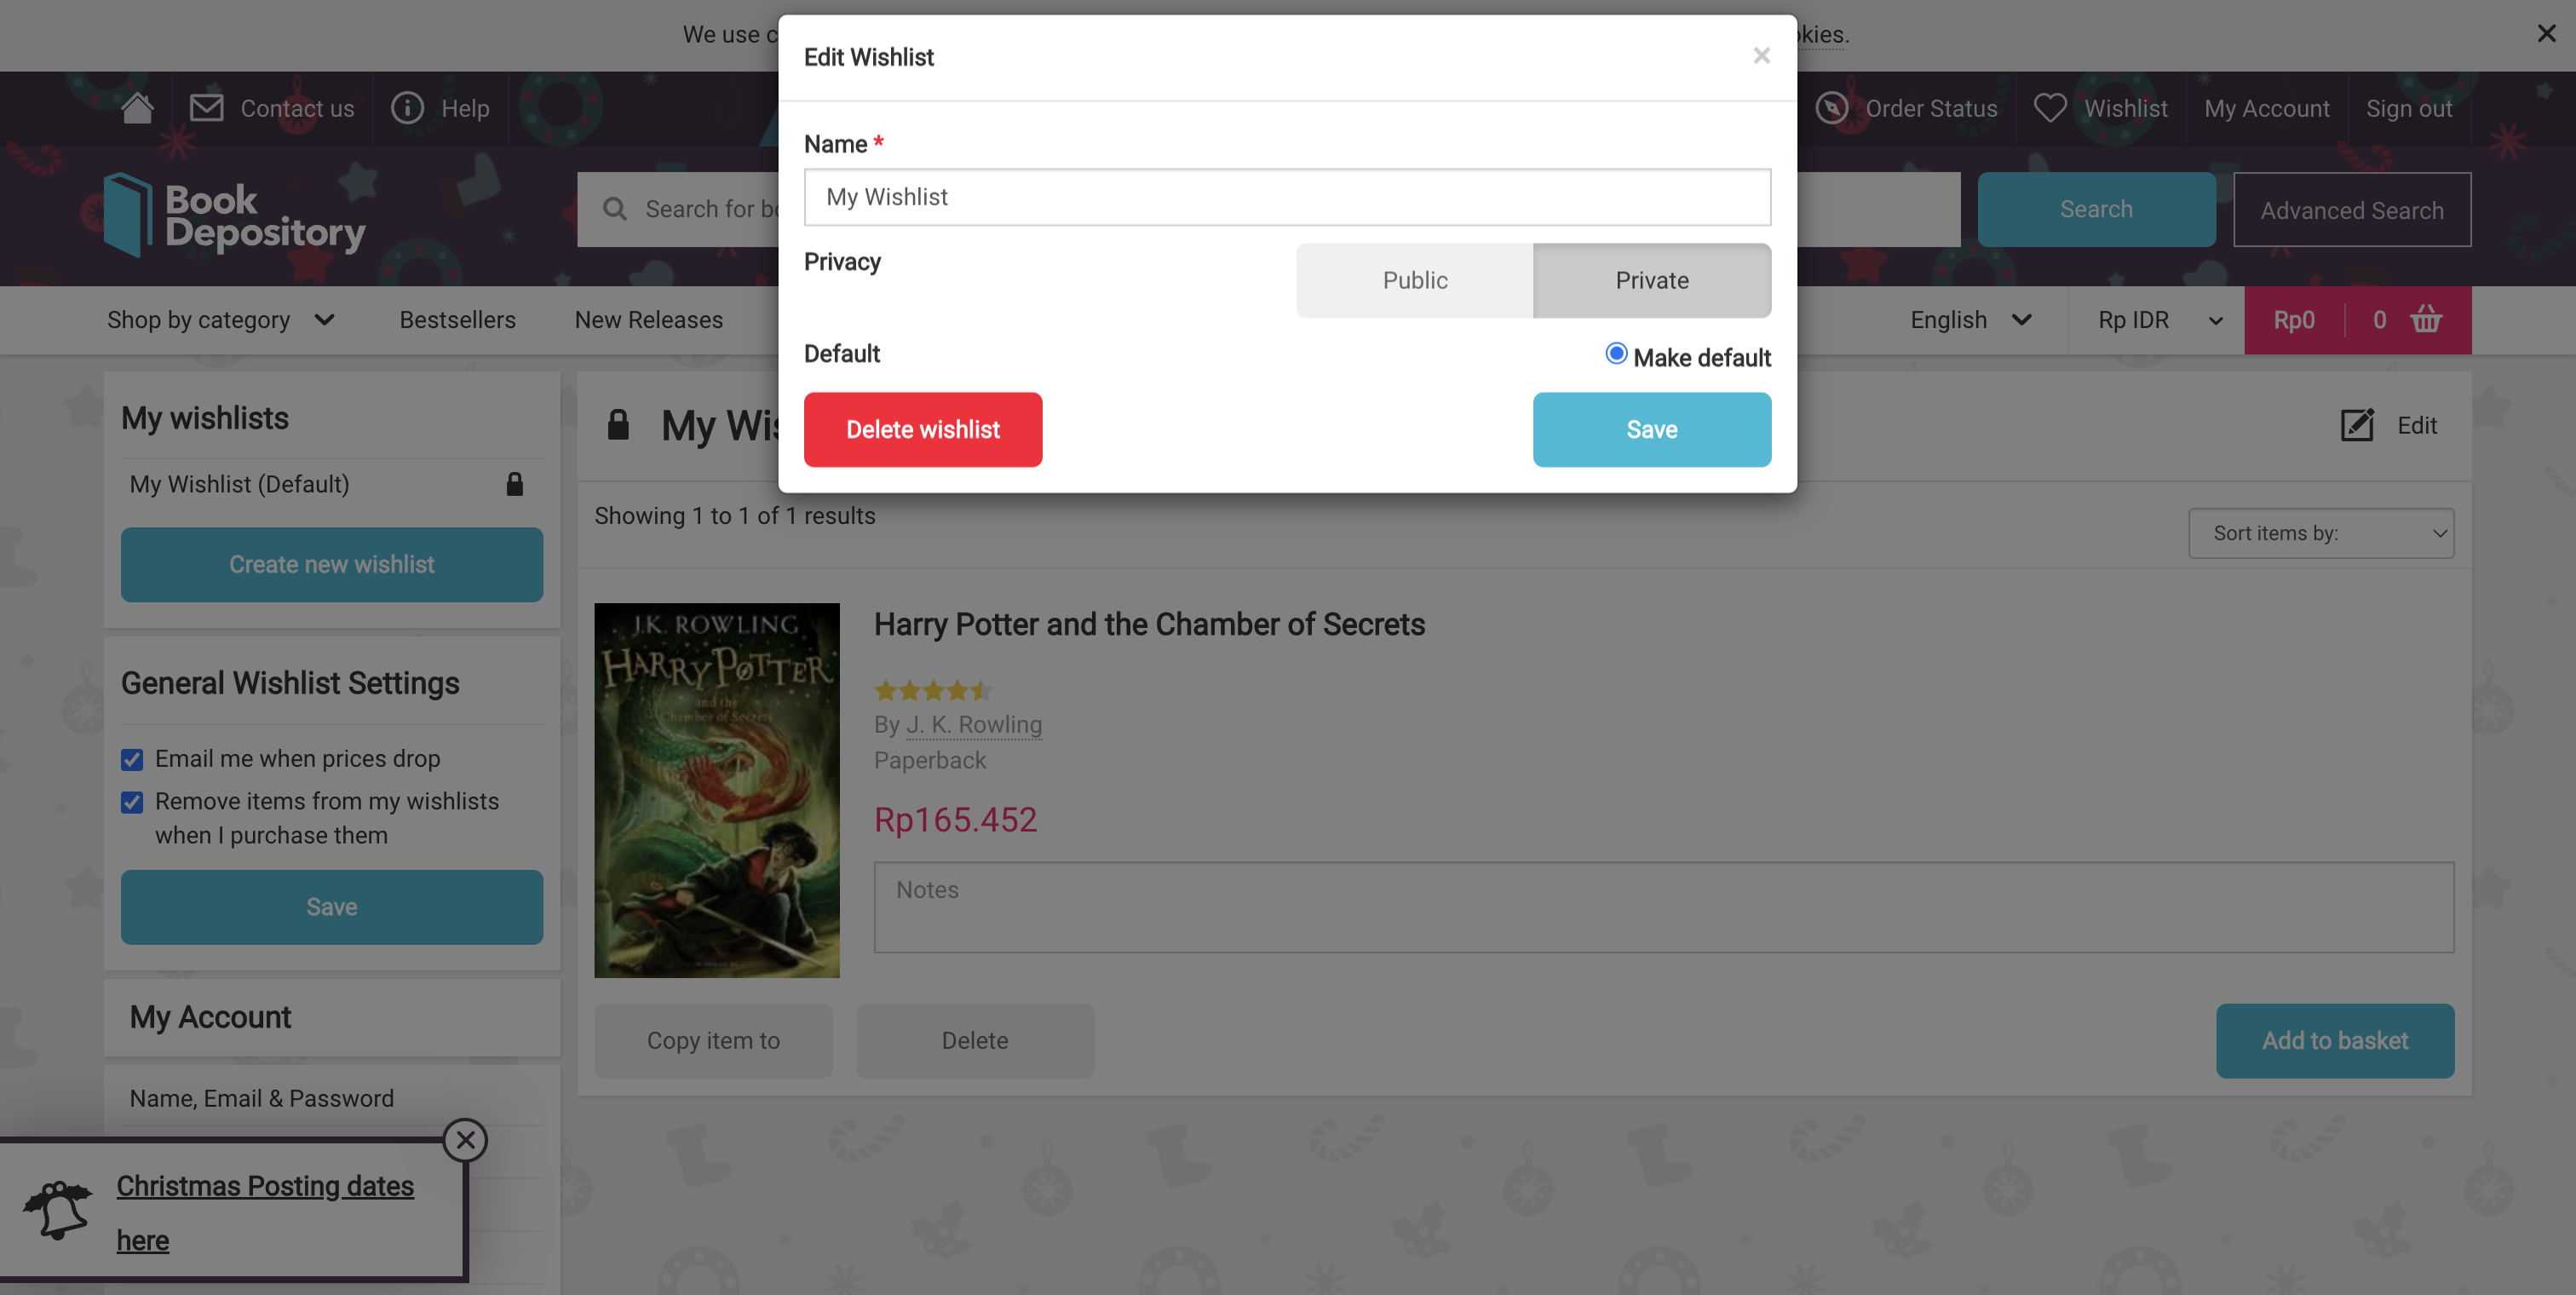 We use c
kies.
Contact us
Help
Order Status
Wishlist
My Account
Sign out
Book
Depository
Search for bo
Search
Advanced Search
Shop by category
Bestsellers
New Releases
English
Rp IDR
Rp0
0
Edit Wishlist
Name *
My Wishlist
Privacy
Public
Private
Default
Make default
Delete wishlist
Save
My wishlists
My Wishlist (Default)
Create new wishlist
General Wishlist Settings
Email me when prices drop
Remove items from my wishlists
when I purchase them
Save
My Account
Name, Email & Password
Christmas Posting dates
here
My Wis
Edit
Showing 1 to 1 of 1 results
Sort items by:
J.K. ROWLING
HARRY POTTER
and the
Chamber of Secrets
Harry Potter and the Chamber of Secrets
By J. K. Rowling
Paperback
Rp165.452
Notes
Copy item to
Delete
Add to basket